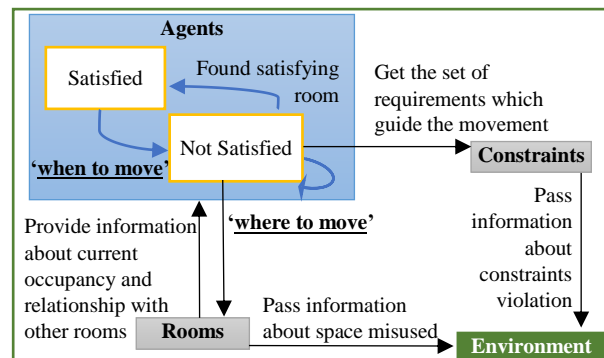 Agents
Satisfied
Found satisfying
room
Not Satisfied
‘when to move’
‘where to move’
Get the set of
requirements which
guide the movement
Constraints
Pass
information
about
constraints
violation
Provide information
about current
occupancy and
relationship with
other rooms
Rooms
Pass information
about space misused
Environment